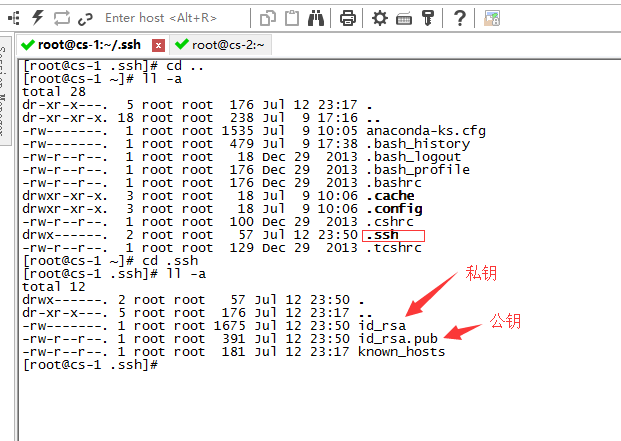 Enter host <Alt+R>
Session Manager
root@cs-1:~/.ssh
root@cs-2:~
[root@cs-1 .ssh]# cd ..
[root@cs-1 ~]# ll -a
total 28
dr-xr-x---. 5 root root 176 Jul 12 23:17 .
dr-xr-xr-x. 18 root root 238 Jul 9 17:16 ..
-rw-------. 1 root root 1535 Jul 9 10:05 anaconda-ks.cfg
-rw-------. 1 root root 479 Jul 9 17:38 .bash_history
-rw-r--r--. 1 root root 18 Dec 29 2013 .bash_logout
-rw-r--r--. 1 root root 176 Dec 29 2013 .bash_profile
-rw-r--r--. 1 root root 176 Dec 29 2013 .bashrc
drwxr-xr-x. 3 root root 18 Jul 9 10:06 .cache
drwxr-xr-x. 3 root root 18 Jul 9 10:06 .config
-rw-r--r--. 1 root root 100 Dec 29 2013 .cshrc
drwx------. 2 root root 57 Jul 12 23:50 .ssh
-rw-r--r--. 1 root root 129 Dec 29 2013 .tcshrc
[root@cs-1 ~]# cd .ssh
[root@cs-1 .ssh]# ll -a
total 12
drwx------. 2 root root 57 Jul 12 23:50 .
dr-xr-x---. 5 root root 176 Jul 12 23:17 ..
-rw-------. 1 root root 1675 Jul 12 23:50 id_rsa
-rw-r--r--. 1 root root 391 Jul 12 23:50 id_rsa.pub
-rw-r--r--. 1 root root 181 Jul 12 23:17 known_hosts
[root@cs-1 .ssh]#
私钥
公钥